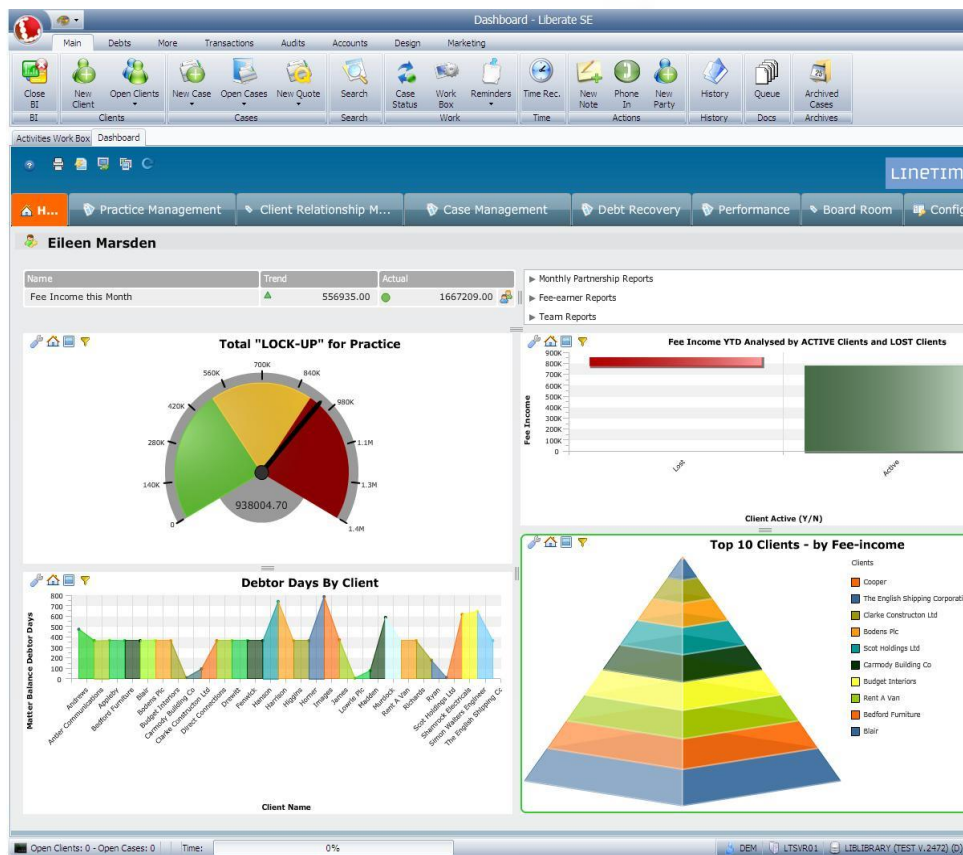 Dashboard - Liberate SE
Main Debts More Transactions Audits Accounts Design Marketing
Close BI
New Client
Open Clients
New Case
Open Cases
New Quote
Search
Case Status
Work Box
Reminders
Time Rec.
New Note
Phone In
New Party
History
Queue
Archived Cases
BI Clients Cases Search Work Time Actions History Docs Archives
Activities Work Box Dashboard
LINETIM
H... Practice Management Client Relationship M... Case Management Debt Recovery Performance Board Room Config
Eileen Marsden
Name Trend Actual
Fee Income this Month 556935.00 1667209.00
Monthly Partnership Reports
Fee-earner Reports
Team Reports
Total "LOCK-UP" for Practice
0
140K
280K
420K
560K
700K
840K
980K
1.1M
1.3M
1.4M
938004.70
Fee Income YTD Analysed by ACTIVE Clients and LOST Clients
Fee Income
900K
800K
700K
600K
500K
400K
300K
200K
100K
0
Lost
Active
Client Active (Y/N)
Debtor Days By Client
Matter Balance Debtor Days
800
700
600
500
400
300
200
100
0
Andrews
Antler Communications
Appleby
Bedford Furniture
Blair
Bodens Plc
Budget Interiors
Carmody Building Co
Clarke Constructon Ltd
Direct Connections
Drewitt
Fenwick
Hanson
Harrison
Higgins
Horner
Images
James
Lowrie Plc
Madden
Murdock
Rent A Van
Richards
Ryan
Scot Holdings Ltd
Shamrock Electricals
Simon Walters Engineer
The English Shipping Cc
Client Name
Top 10 Clients - by Fee-income
Clients
Cooper
The English Shipping Corporati
Clarke Constructon Ltd
Bodens Plc
Scot Holdings Ltd
Carmody Building Co
Budget Interiors
Rent A Van
Bedford Furniture
Blair
Open Clients: 0 - Open Cases: 0 Time: 0% DEM LTSVR01 LIBLIBRARY (TEST V.2472) (D)